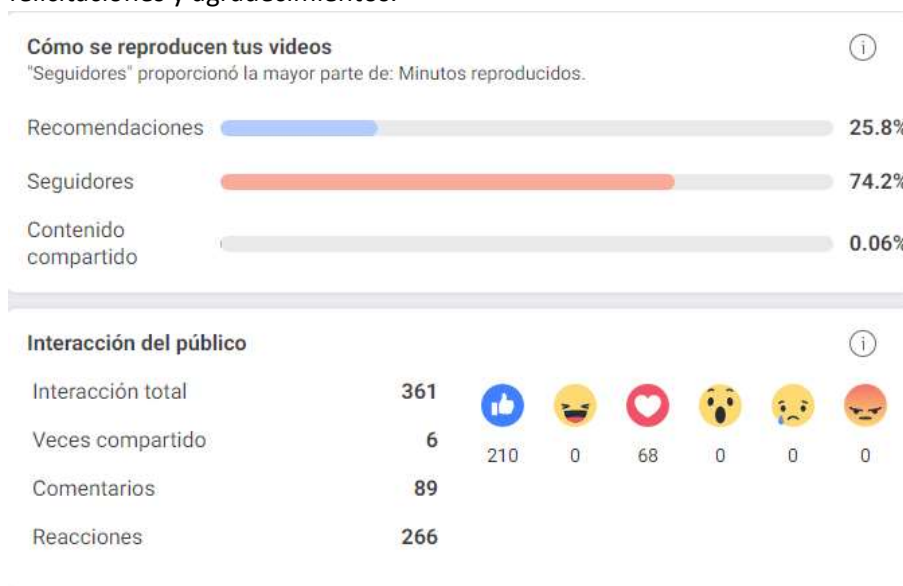 Cómo se reproducen tus videos
"Seguidores" proporcionó la mayor parte de: Minutos reproducidos.
Recomendaciones 25.8%
Seguidores 74.2%
Contenido
compartido 0.06%
Interacción del público
Interacción total 361
Veces compartido 6
210 0 68 0 0 0
Comentarios 89
Reacciones 266